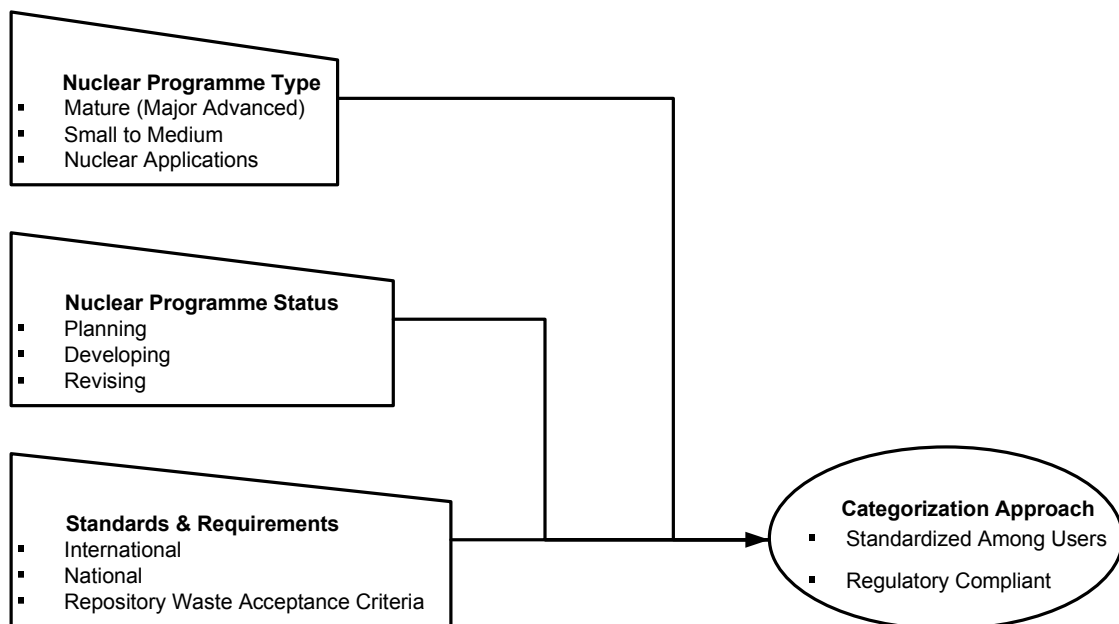 Nuclear Programme Type
▪ Mature (Major Advanced)
▪ Small to Medium
▪ Nuclear Applications
Nuclear Programme Status
▪ Planning
▪ Developing
▪ Revising
Standards & Requirements
▪ International
▪ National
▪ Repository Waste Acceptance Criteria
Categorization Approach
▪ Standardized Among Users
▪ Regulatory Compliant